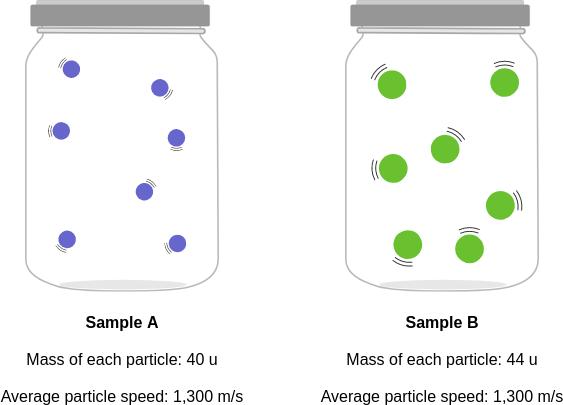 Sample A
Mass of each particle: 40 u
Average particle speed: 1,300 m/s
Sample B
Mass of each particle: 44 u
Average particle speed: 1,300 m/s